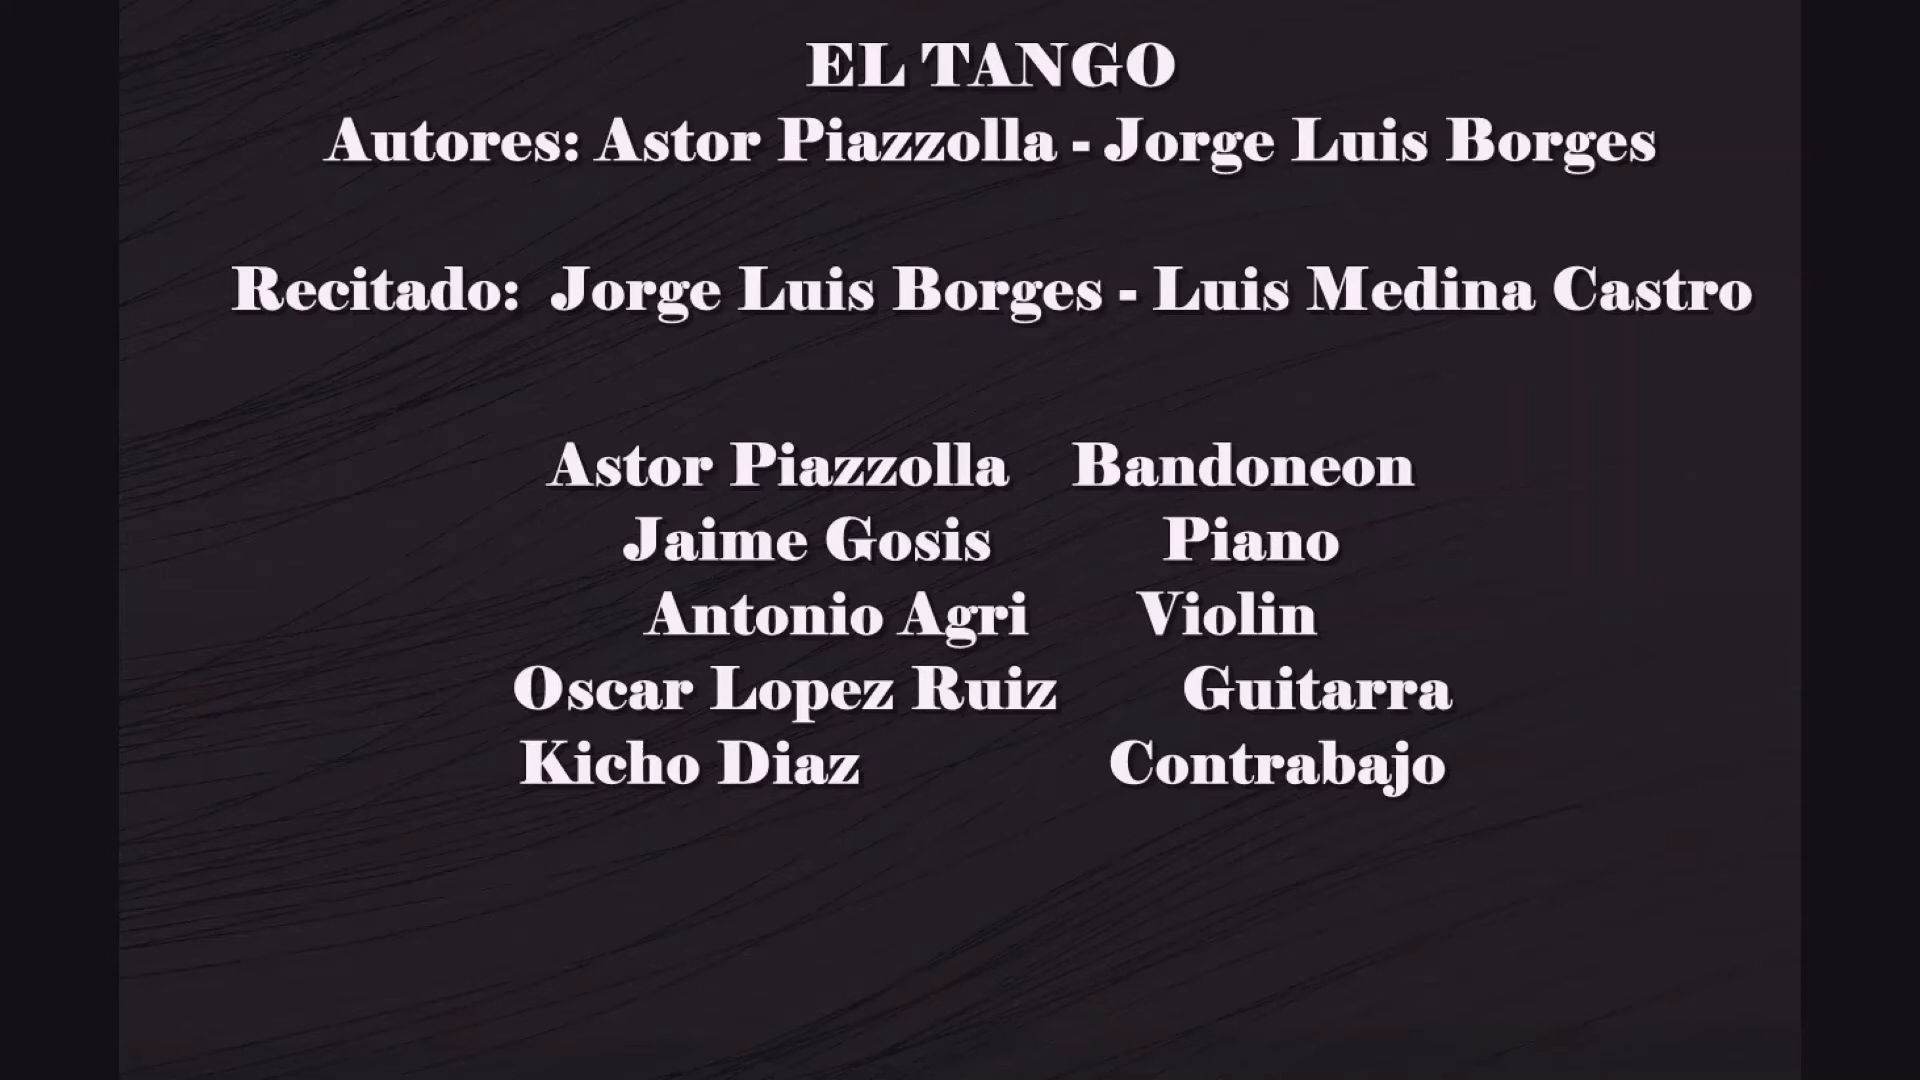 EL TANGO
Autores: Astor Piazzolla - Jorge Luis Borges
Recitado: Jorge Luis Borges - Luis Medina Castro
Astor Piazzolla Bandoneon
Jaime Gosis Piano
Antonio Agri Violin
Oscar Lopez Ruiz Guitarra
Kicho Diaz Contrabajo